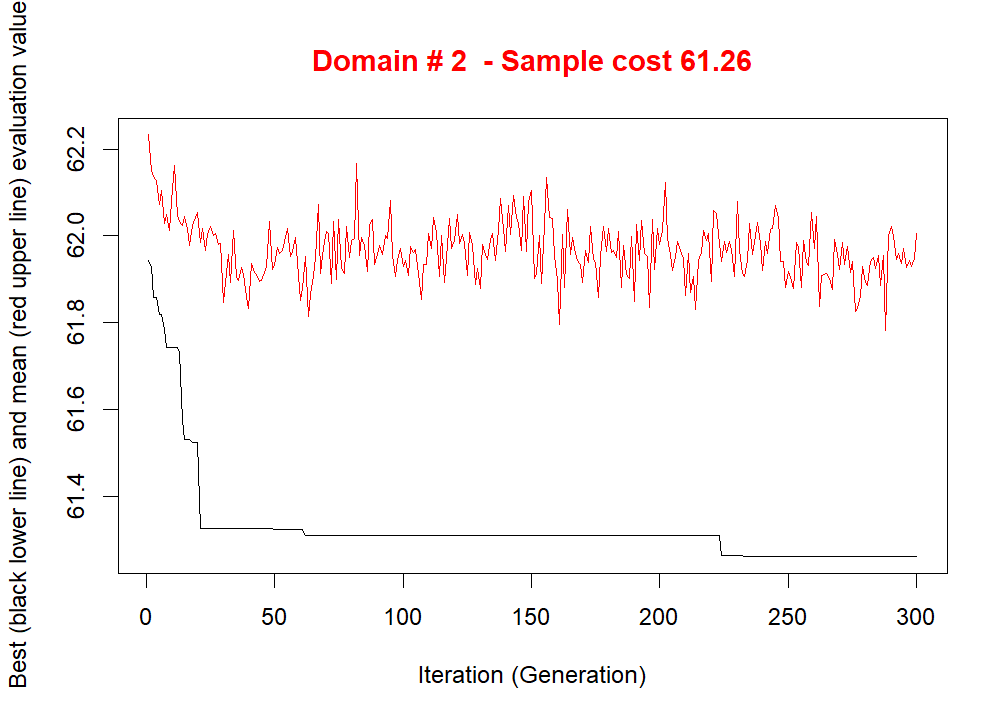 Domain # 2  - Sample cost 61.26
Best (black lower line) and mean (red upper line) evaluation value
62.2
62.0
61.8
61.6
61.4
0 50 100 150 200 250 300
Iteration (Generation)